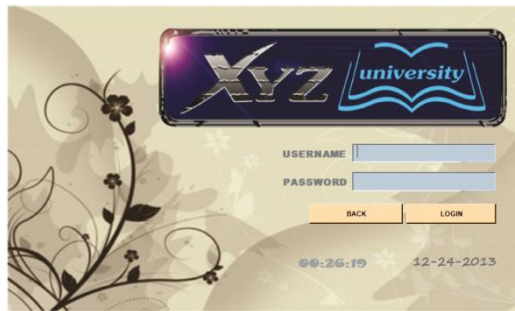 XYZ university
USERNAME
PASSWORD
BACK LOGIN
00:26:19 12-24-2013